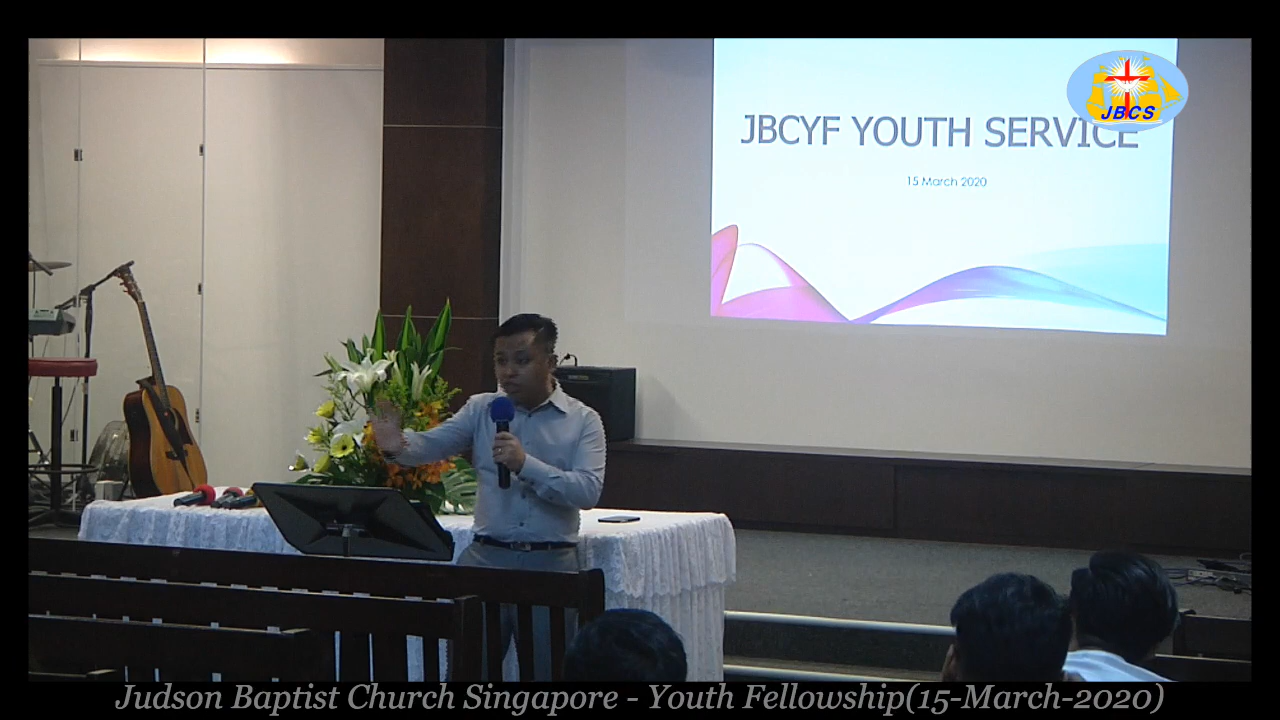 JBCS
JBCYF YOUTH SERVICE
15 March 2020
Judson Baptist Church Singapore - Youth Fellowship(15-March-2020)